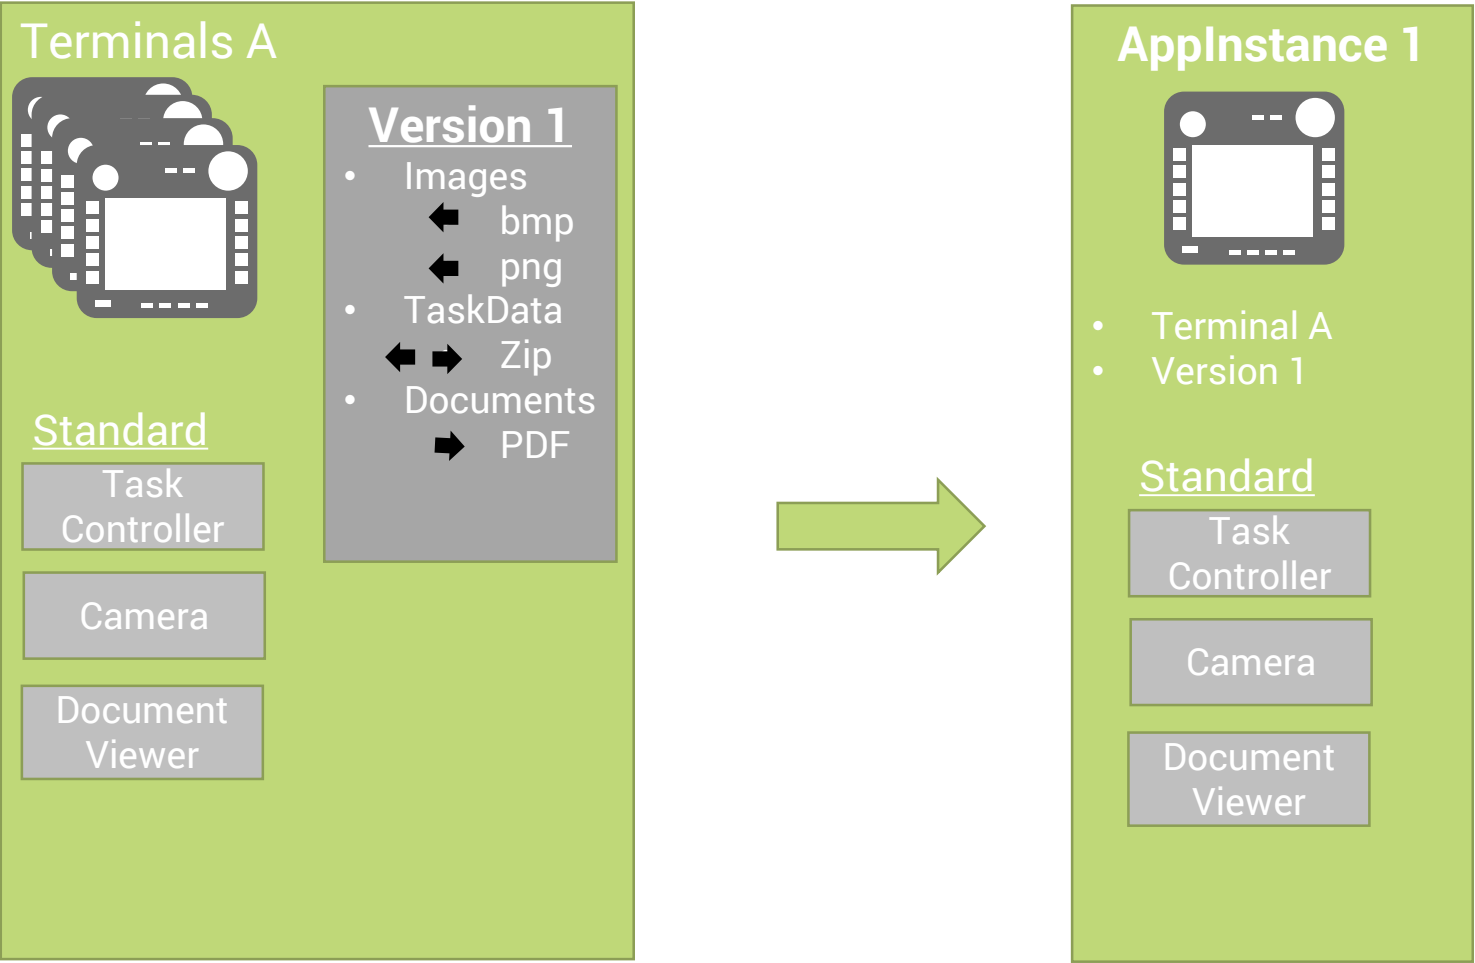 Terminals A
Version 1
• Images
bmp
png
• TaskData
Zip
• Documents
PDF
Standard
Task
Controller
Camera
Document
Viewer
AppInstance 1
• Terminal A
• Version 1
Standard
Task
Controller
Camera
Document
Viewer